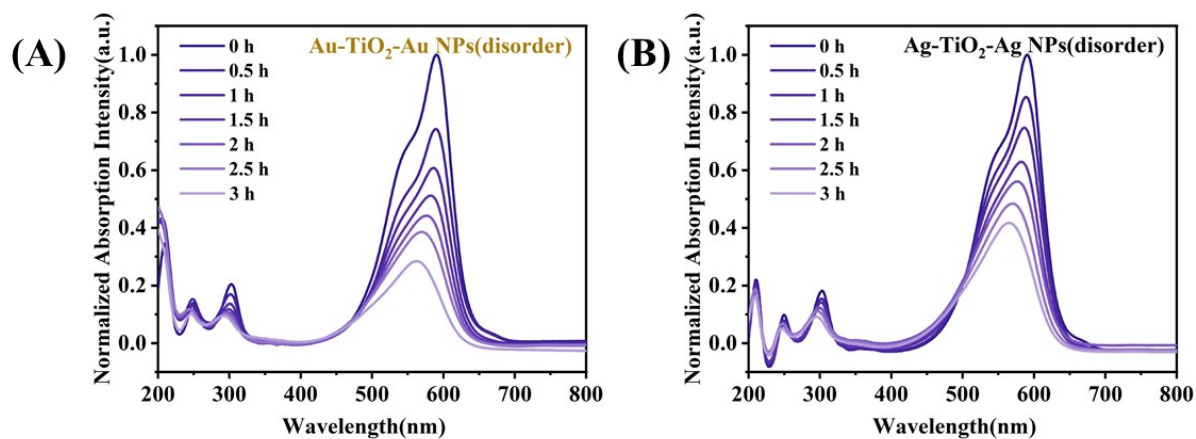 (A)
Au-TiO₂-Au NPs(disorder)
0 h
0.5 h
1 h
1.5 h
2 h
2.5 h
3 h
Normalized Absorption Intensity(a.u.)
1.0
0.8
0.6
0.4
0.2
0.0
200 300 400 500 600 700 800
Wavelength(nm)
(B)
Ag-TiO₂-Ag NPs(disorder)
0 h
0.5 h
1 h
1.5 h
2 h
2.5 h
3 h
Normalized Absorption Intensity(a.u.)
1.0
0.8
0.6
0.4
0.2
0.0
200 300 400 500 600 700 800
Wavelength(nm)